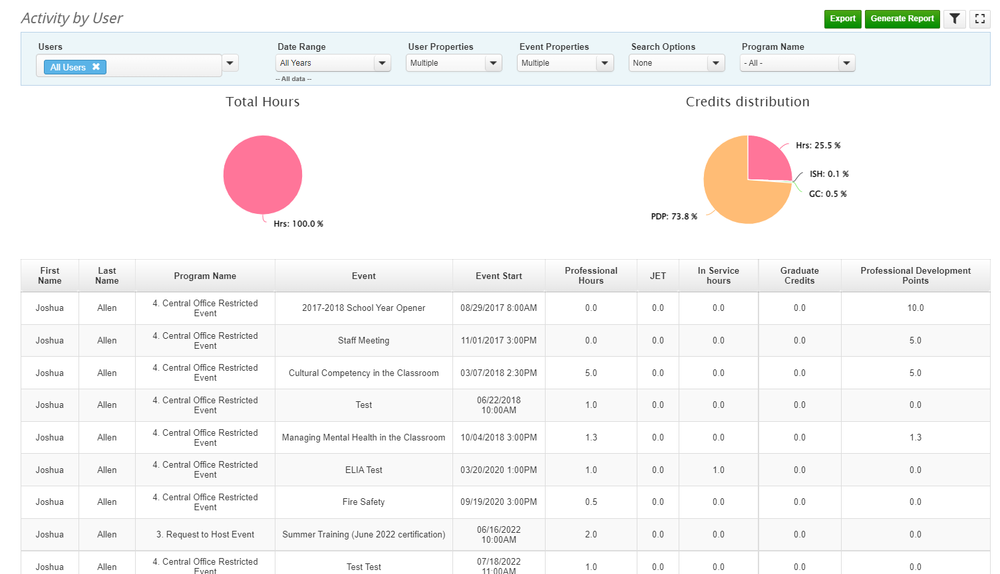 Activity by User
Export
Generate Report
Users
Date Range
User Properties
Event Properties
Search Options
Program Name
All Users ✖
All Years
Multiple
Multiple
None
- All -
-- All data --
Total Hours
Credits distribution
Hrs: 100.0 %
Hrs: 25.5 %
ISH: 0.1 %
GC: 0.5 %
PDP: 73.8 %
First Name
Last Name
Program Name
Event
Event Start
Professional Hours
JET
In Service hours
Graduate Credits
Professional Development Points
Joshua Allen 4. Central Office Restricted Event 2017-2018 School Year Opener 08/29/2017 8:00AM 0.0 0.0 0.0 0.0 10.0
Joshua Allen 4. Central Office Restricted Event Staff Meeting 11/01/2017 3:00PM 0.0 0.0 0.0 0.0 5.0
Joshua Allen 4. Central Office Restricted Event Cultural Competency in the Classroom 03/07/2018 2:30PM 5.0 0.0 0.0 0.0 5.0
Joshua Allen 4. Central Office Restricted Event Test 06/22/2018 10:00AM 1.0 0.0 0.0 0.0 0.0
Joshua Allen 4. Central Office Restricted Event Managing Mental Health in the Classroom 10/04/2018 3:00PM 1.3 0.0 0.0 0.0 1.3
Joshua Allen 4. Central Office Restricted Event ELIA Test 03/20/2020 1:00PM 1.0 0.0 1.0 0.0 0.0
Joshua Allen 4. Central Office Restricted Event Fire Safety 09/19/2020 3:00PM 0.5 0.0 0.0 0.0 0.0
Joshua Allen 3. Request to Host Event Summer Training (June 2022 certification) 06/16/2022 10:00AM 2.0 0.0 0.0 0.0 0.0
Joshua Allen 4. Central Office Restricted Event Test Test 07/18/2022 11:00AM 1.0 0.0 0.0 0.0 0.0